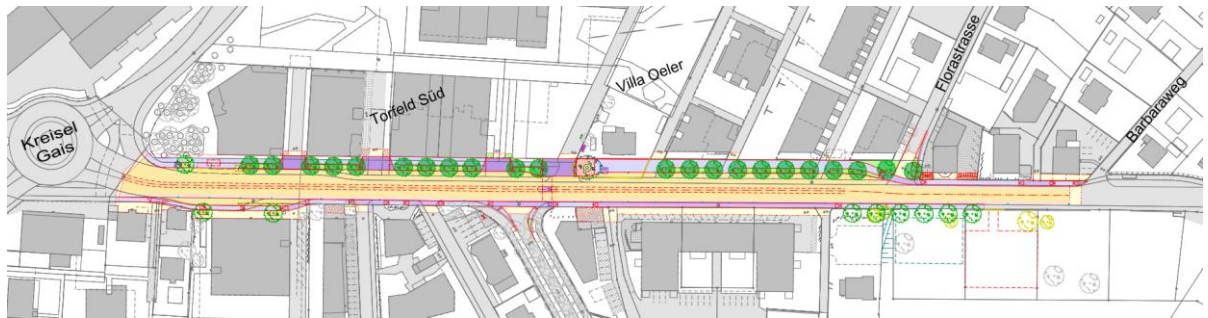 Kreisel
Gais
Torfeld Süd
Villa Oeler
Florastrasse
Barbaraweg